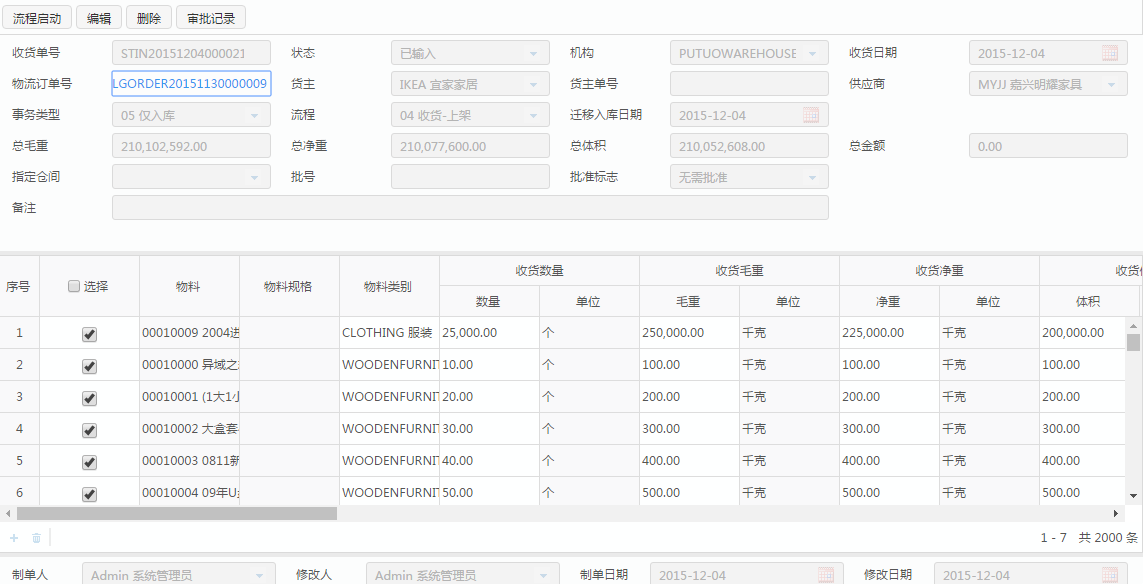 流程启动 编辑 删除 审批记录
收货单号 STIN20151204000021 状态 已输入 机构 PUTUOWAREHOUSE 收货日期 2015-12-04
物流订单号 LGORDER20151130000009 货主 IKEA 宜家家居 货主单号 供应商 MYJJ 嘉兴明耀家具
事务类型 05 仅入库 流程 04 收货-上架 迁移入库日期 2015-12-04
总毛重 210,102,592.00 总净重 210,077,600.00 总体积 210,052,608.00 总金额 0.00
指定仓间 批号 批准标志 无需批准
备注
收货数量 收货毛重 收货净重 收货
序号 选择 物料 物料规格 物料类别
数量 单位 毛重 单位 净重 单位 体积
1 00010009 2004进 CLOTHING 服装 25,000.00 个 250,000.00 千克 225,000.00 千克 200,000.00
2 00010000 异域之 WOODENFURNIT 10.00 个 100.00 千克 100.00 千克 100.00
3 00010001 (1大1小 WOODENFURNIT 20.00 个 200.00 千克 200.00 千克 200.00
4 00010002 大盒套 WOODENFURNIT 30.00 个 300.00 千克 300.00 千克 300.00
5 00010003 0811新 WOODENFURNIT 40.00 个 400.00 千克 400.00 千克 400.00
6 00010004 09年U WOODENFURNIT 50.00 个 500.00 千克 500.00 千克 500.00
1 - 7 共 2000 条
制单人 Admin 系统管理员 修改人 Admin 系统管理员 制单日期 2015-12-04 修改日期 2015-12-04